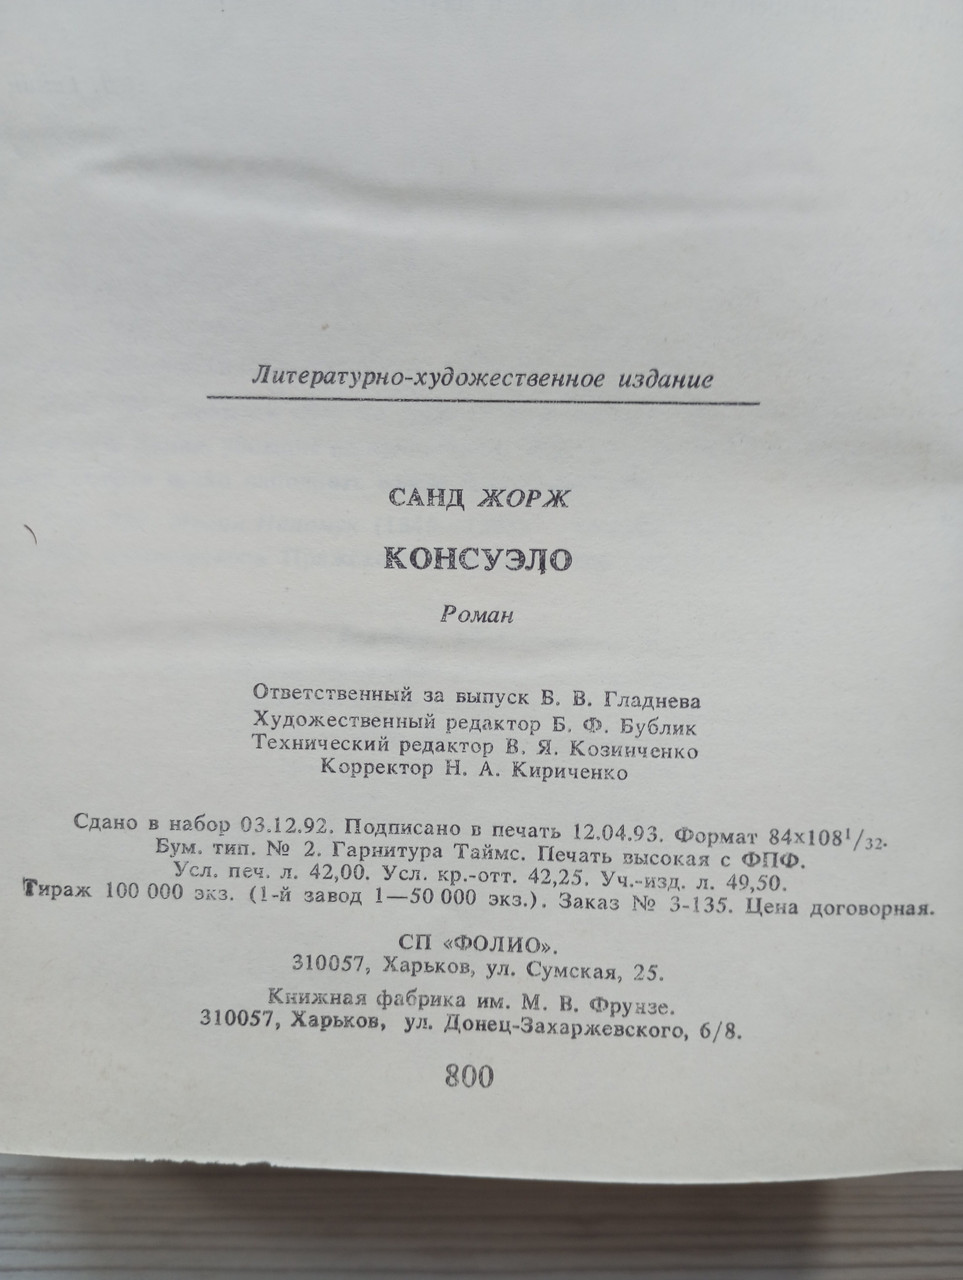 Литературно-художественное издание
САНД ЖОРЖ
КОНСУЭЛО
Роман
Ответственный за выпуск Б. В. Гладнева
Художественный редактор Б. Ф. Бублик
Технический редактор В. Я. Козинченко
Корректор Н. А. Кириченко
Сдано в набор 03.12.92. Подписано в печать 12.04.93. Формат 84х108¹/₃₂.
Бум. тип. № 2. Гарнитура Таймс. Печать высокая с ФПФ.
Усл. печ. л. 42,00. Усл. кр.-отт. 42,25. Уч.-изд. л. 49,50.
Тираж 100 000 экз. (1-й завод 1—50 000 экз.). Заказ № 3-135. Цена договорная.
СП «ФОЛИО».
310057, Харьков, ул. Сумская, 25.
Книжная фабрика им. М. В. Фрунзе.
310057, Харьков, ул. Донец-Захаржевского, 6/8.
800